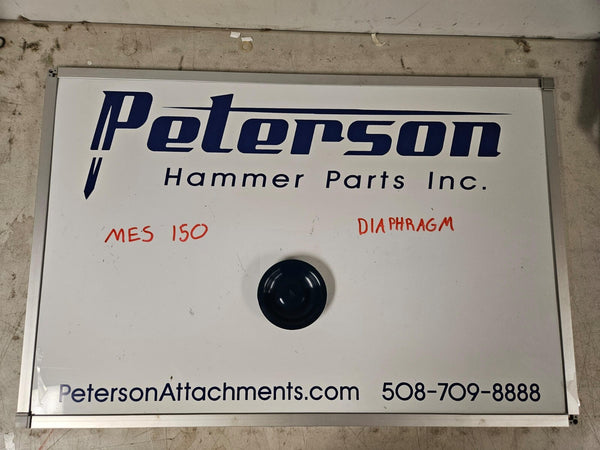 Peterson
Hammer Parts Inc.
MES 150 DIAPHRAGM
PetersonAttachments.com 508-709-8888